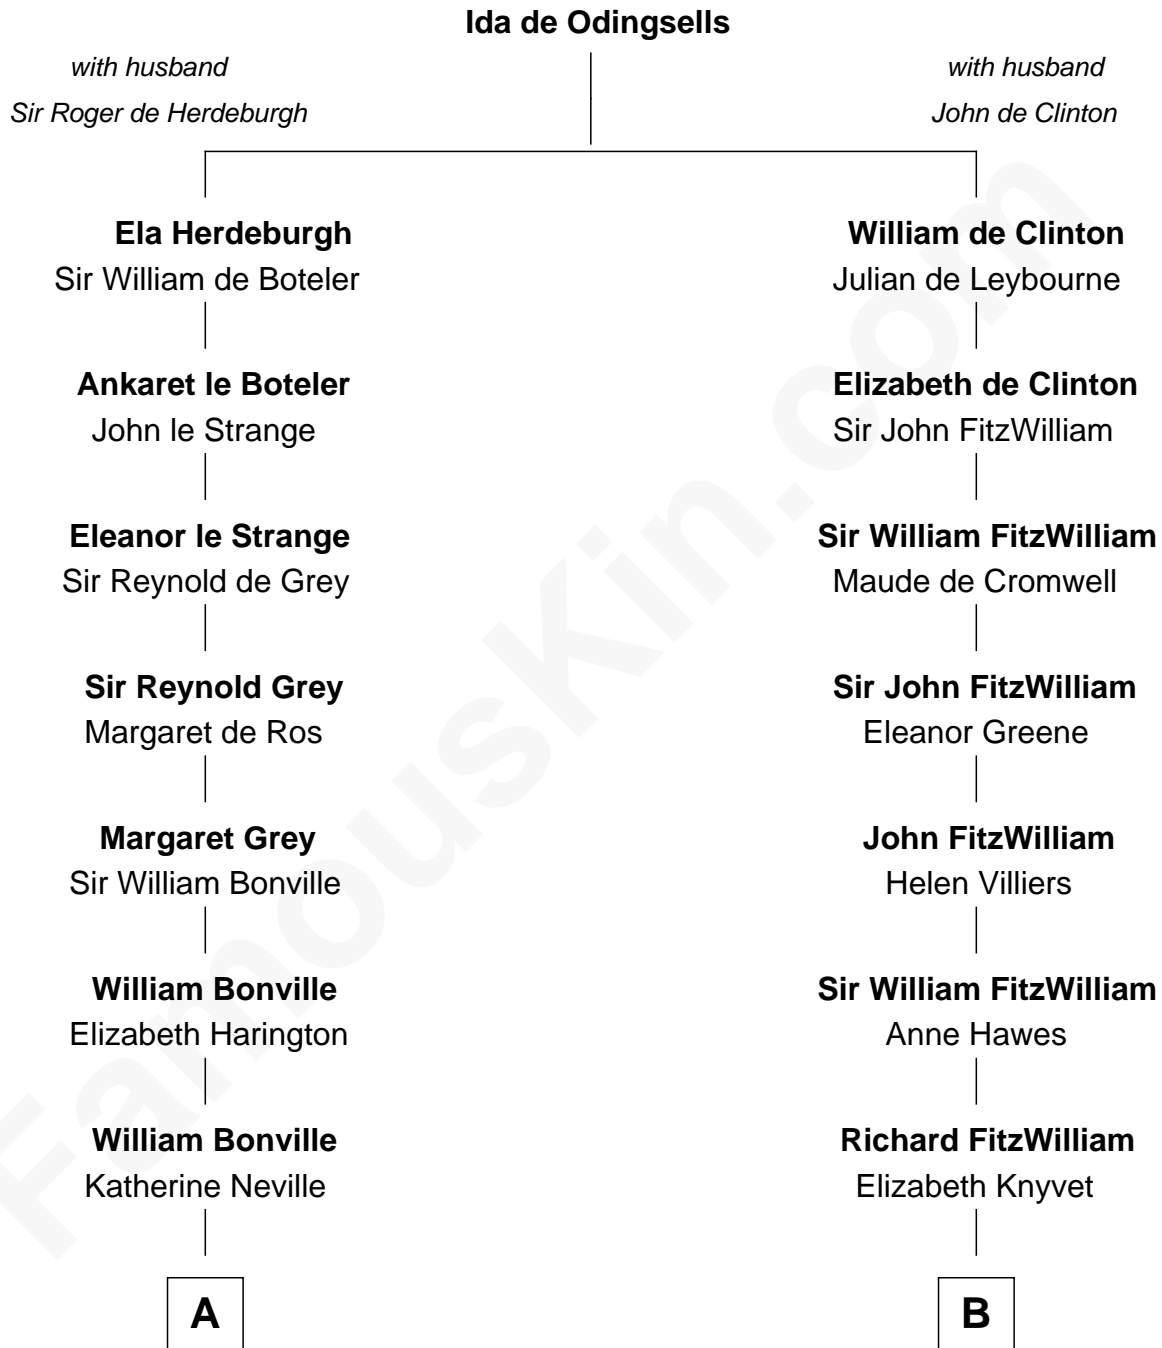 Ida de Odingsells
with husband
Sir Roger de Herdeburgh
with husband
John de Clinton
Ela Herdeburgh
Sir William de Boteler
William de Clinton
Julian de Leybourne
Ankaret le Boteler
John le Strange
Elizabeth de Clinton
Sir John FitzWilliam
Eleanor le Strange
Sir Reynold de Grey
Sir William FitzWilliam
Maude de Cromwell
Sir Reynold Grey
Margaret de Ros
Sir John FitzWilliam
Eleanor Greene
Margaret Grey
Sir William Bonville
John FitzWilliam
Helen Villiers
William Bonville
Elizabeth Harington
Sir William FitzWilliam
Anne Hawes
William Bonville
Katherine Neville
Richard FitzWilliam
Elizabeth Knyvet
A
B
FamousKin.com